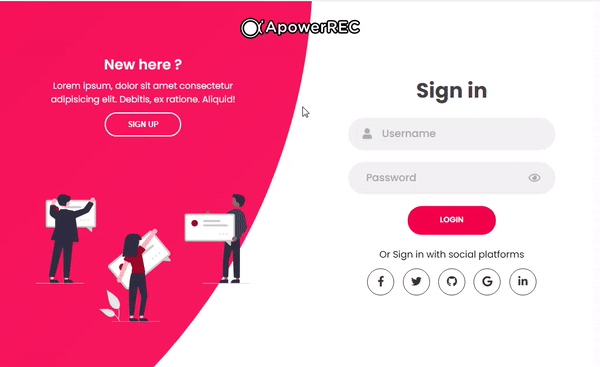 ApowerREC
New here ?
Lorem ipsum, dolor sit amet consectetur
adipisicing elit. Debitis, ex ratione. Aliquid!
SIGN UP
Sign in
Username
Password
LOGIN
Or Sign in with social platforms